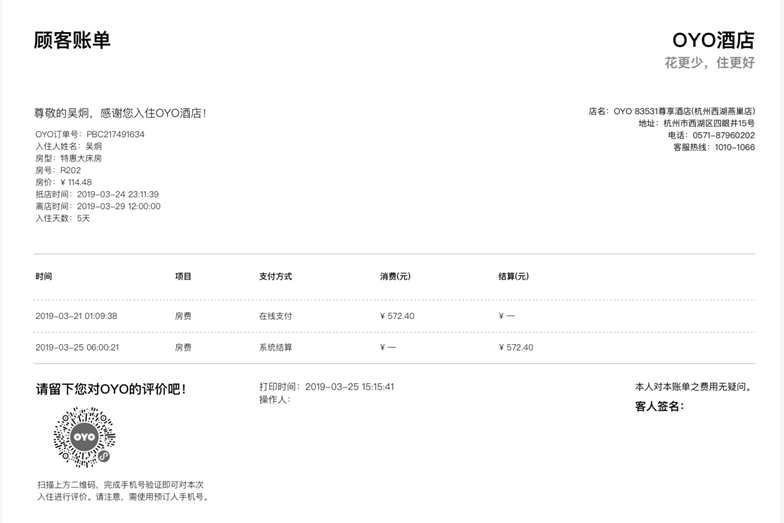 顾客账单
OYO酒店
花更少，住更好
尊敬的吴炯，感谢您入住OYO酒店！
OYO订单号：PBC217491634
入住人姓名：吴炯
房型：特惠大床房
房号：R202
房价：¥ 114.48
抵店时间：2019-03-24 23:11:39
离店时间：2019-03-29 12:00:00
入住天数：5天
店名：OYO 83531尊享酒店(杭州西湖燕巢店)
地址：杭州市西湖区四眼井15号
电话：0571-87960202
客服热线：1010-1066
时间 项目 支付方式 消费(元) 结算(元)
2019-03-21 01:09:38 房费 在线支付 ¥ 572.40 ¥ —
2019-03-25 06:00:21 房费 系统结算 ¥ — ¥ 572.40
请留下您对OYO的评价吧！
OYO
扫描上方二维码，完成手机号验证即可对本次
入住进行评价。请注意，需使用预订人手机号。
打印时间：2019-03-25 15:15:41
操作人：
本人对本账单之费用无疑问。
客人签名：